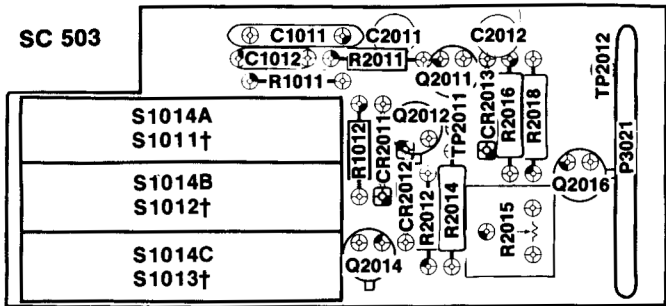 SC 503
C1011
C2011
C2012
C1012
R2011
Q2011
R1011
CR2013
R2016
R2018
TP2012
P3021
S1014A
S1011†
R1012
CR2011
Q2012
TP2011
S1014B
S1012†
CR2012
R2012
R2014
R2015
Q2016
S1014C
S1013†
Q2014